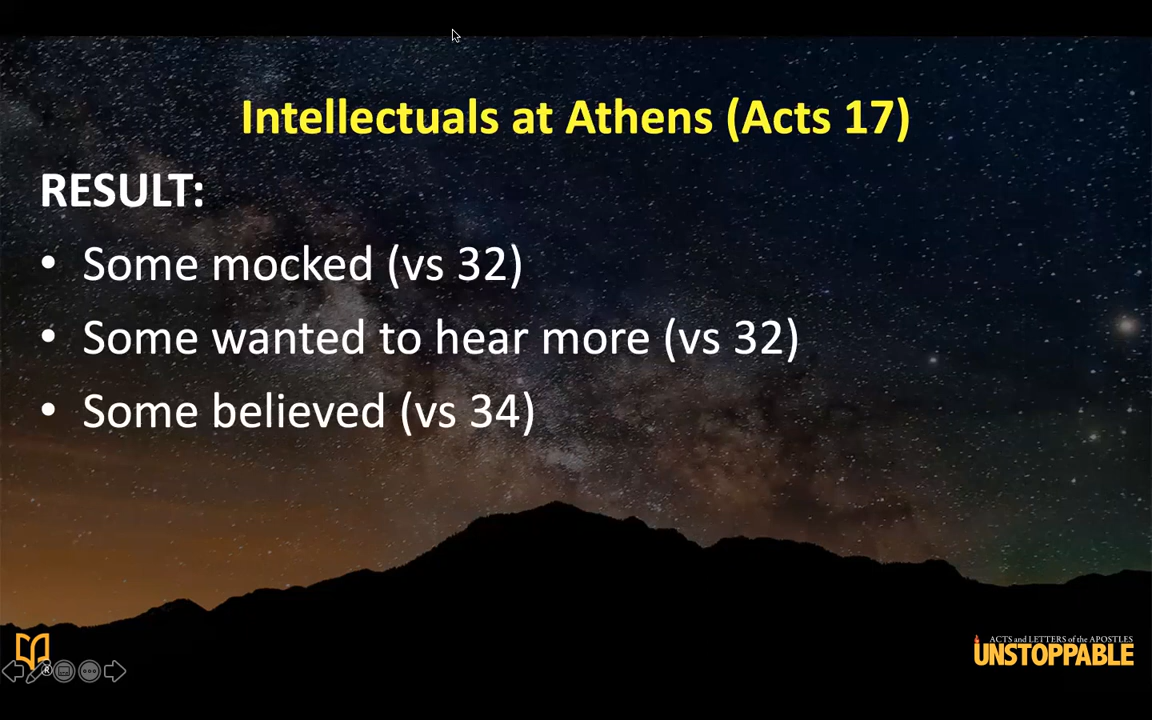 Intellectuals at Athens (Acts 17)
RESULT:
• Some mocked (vs 32)
• Some wanted to hear more (vs 32)
• Some believed (vs 34)
ACTS and LETTERS of the APOSTLES
UNSTOPPABLE
®